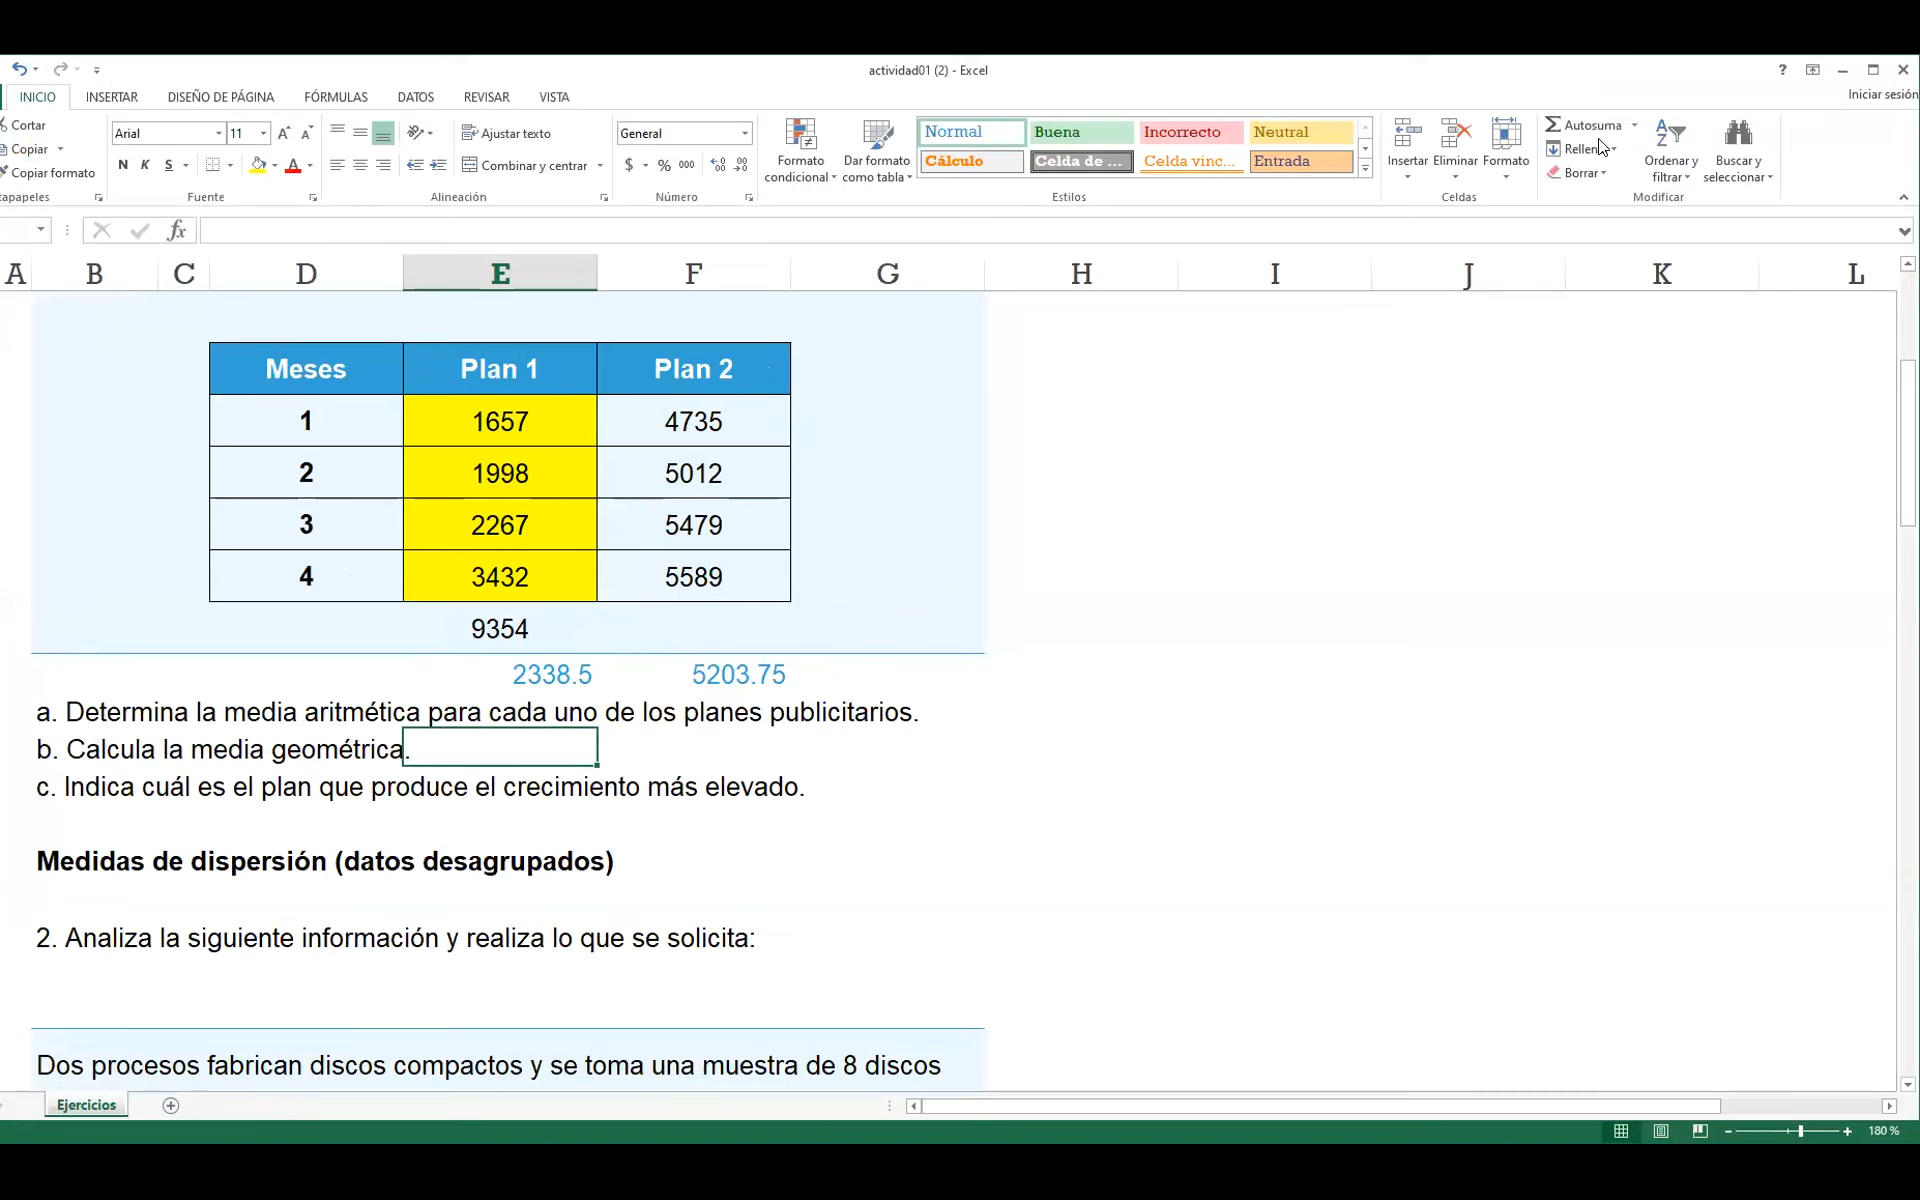 actividad01 (2) - Excel
?
INICIO INSERTAR DISEÑO DE PÁGINA FÓRMULAS DATOS REVISAR VISTA
Iniciar sesión
Cortar
Copiar
Copiar formato
Arial 11
N K S
Ajustar texto
Combinar y centrar
General
$ % 000
Formato condicional
Dar formato como tabla
Normal Buena Incorrecto Neutral
Cálculo Celda de ... Celda vinc... Entrada
Insertar Eliminar Formato
Autosuma
Rellen
Borrar
Ordenar y filtrar
Buscar y seleccionar
tapapeles Fuente Alineación Número Estilos Celdas Modificar
fx
A B C D E F G H I J K L
Meses Plan 1 Plan 2
1 1657 4735
2 1998 5012
3 2267 5479
4 3432 5589
9354
2338.5 5203.75
a. Determina la media aritmética para cada uno de los planes publicitarios.
b. Calcula la media geométrica.
c. Indica cuál es el plan que produce el crecimiento más elevado.
Medidas de dispersión (datos desagrupados)
2. Analiza la siguiente información y realiza lo que se solicita:
Dos procesos fabrican discos compactos y se toma una muestra de 8 discos
Ejercicios
180 %